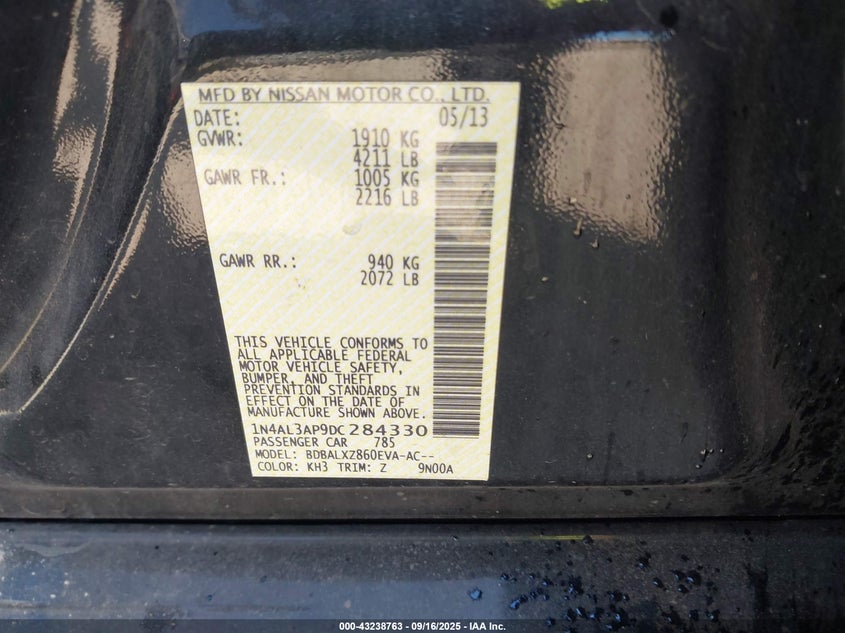 MFD BY NISSAN MOTOR CO., LTD.
DATE: 05/13
GVWR: 1910 KG
4211 LB
GAWR FR.: 1005 KG
2216 LB
GAWR RR.: 940 KG
2072 LB
THIS VEHICLE CONFORMS TO
ALL APPLICABLE FEDERAL
MOTOR VEHICLE SAFETY,
BUMPER, AND THEFT
PREVENTION STANDARDS IN
EFFECT ON THE DATE OF
MANUFACTURE SHOWN ABOVE.
1N4AL3AP9DC284330
PASSENGER CAR 785
MODEL: BDBALXZ860EVA-AC--
COLOR: KH3 TRIM: Z 9N00A
000-43238763 - 09/16/2025 - IAA Inc.